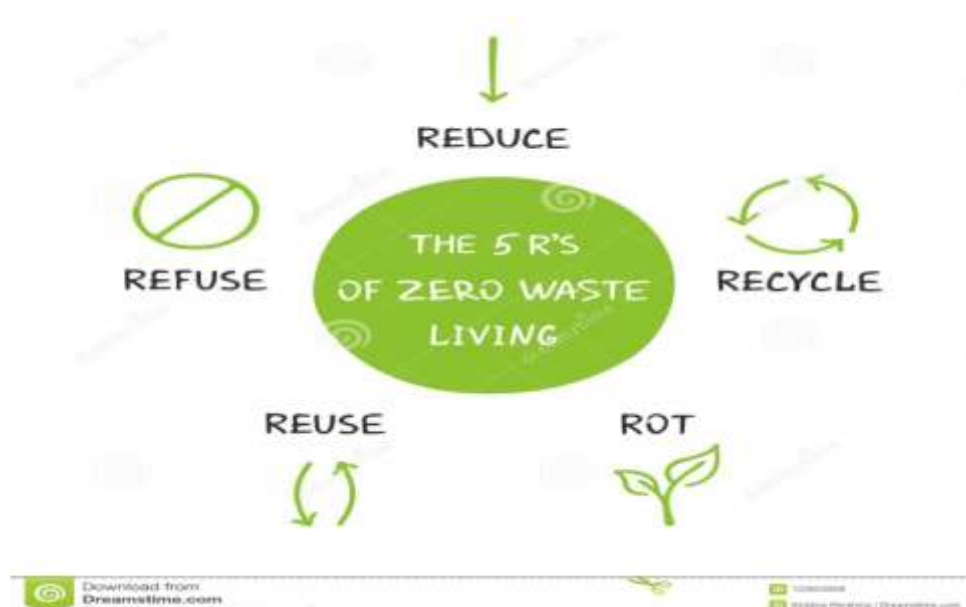 REDUCE
REFUSE
THE 5 R'S
OF ZERO WASTE
LIVING
RECYCLE
REUSE
ROT
Download from
Dreamstime.com